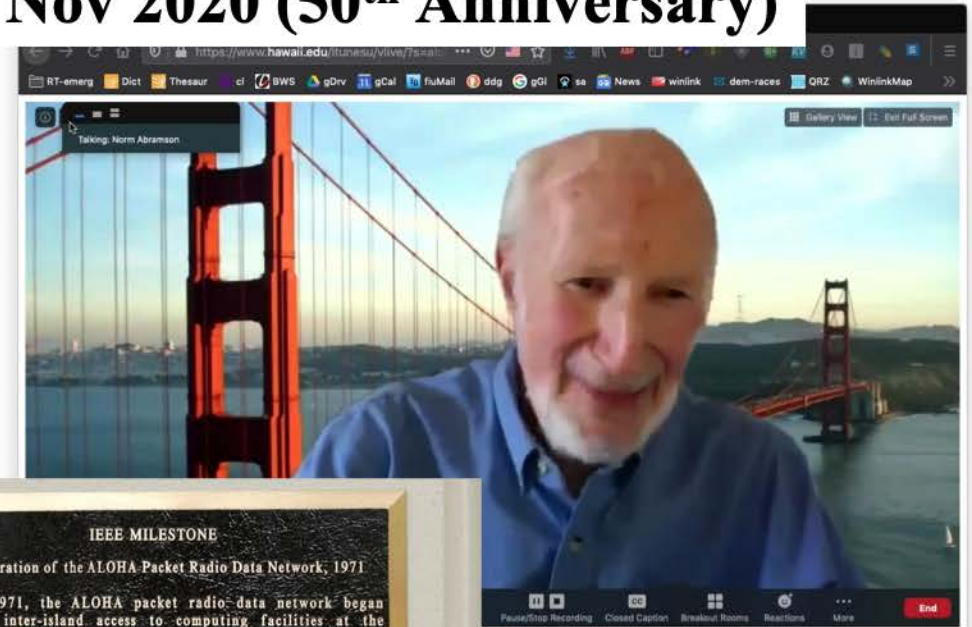 Nov 2020 (50th Anniversary)
https://www.hawaii.edu/itunesu/vlive/?s=al
RT-emerg Dict Thesaur cl BWS gDrv gCal fiuMail ddg gGl sa News winlink dem-races QRZ WinlinkMap
Talking: Norm Abramson
Gallery View Exit Full Screen
IEEE MILESTONE
ration of the ALOHA Packet Radio Data Network, 1971
971, the ALOHA packet radio data network began
inter-island access to computing facilities at the
Pause/Stop Recording Closed Caption Breakout Rooms Reactions More End